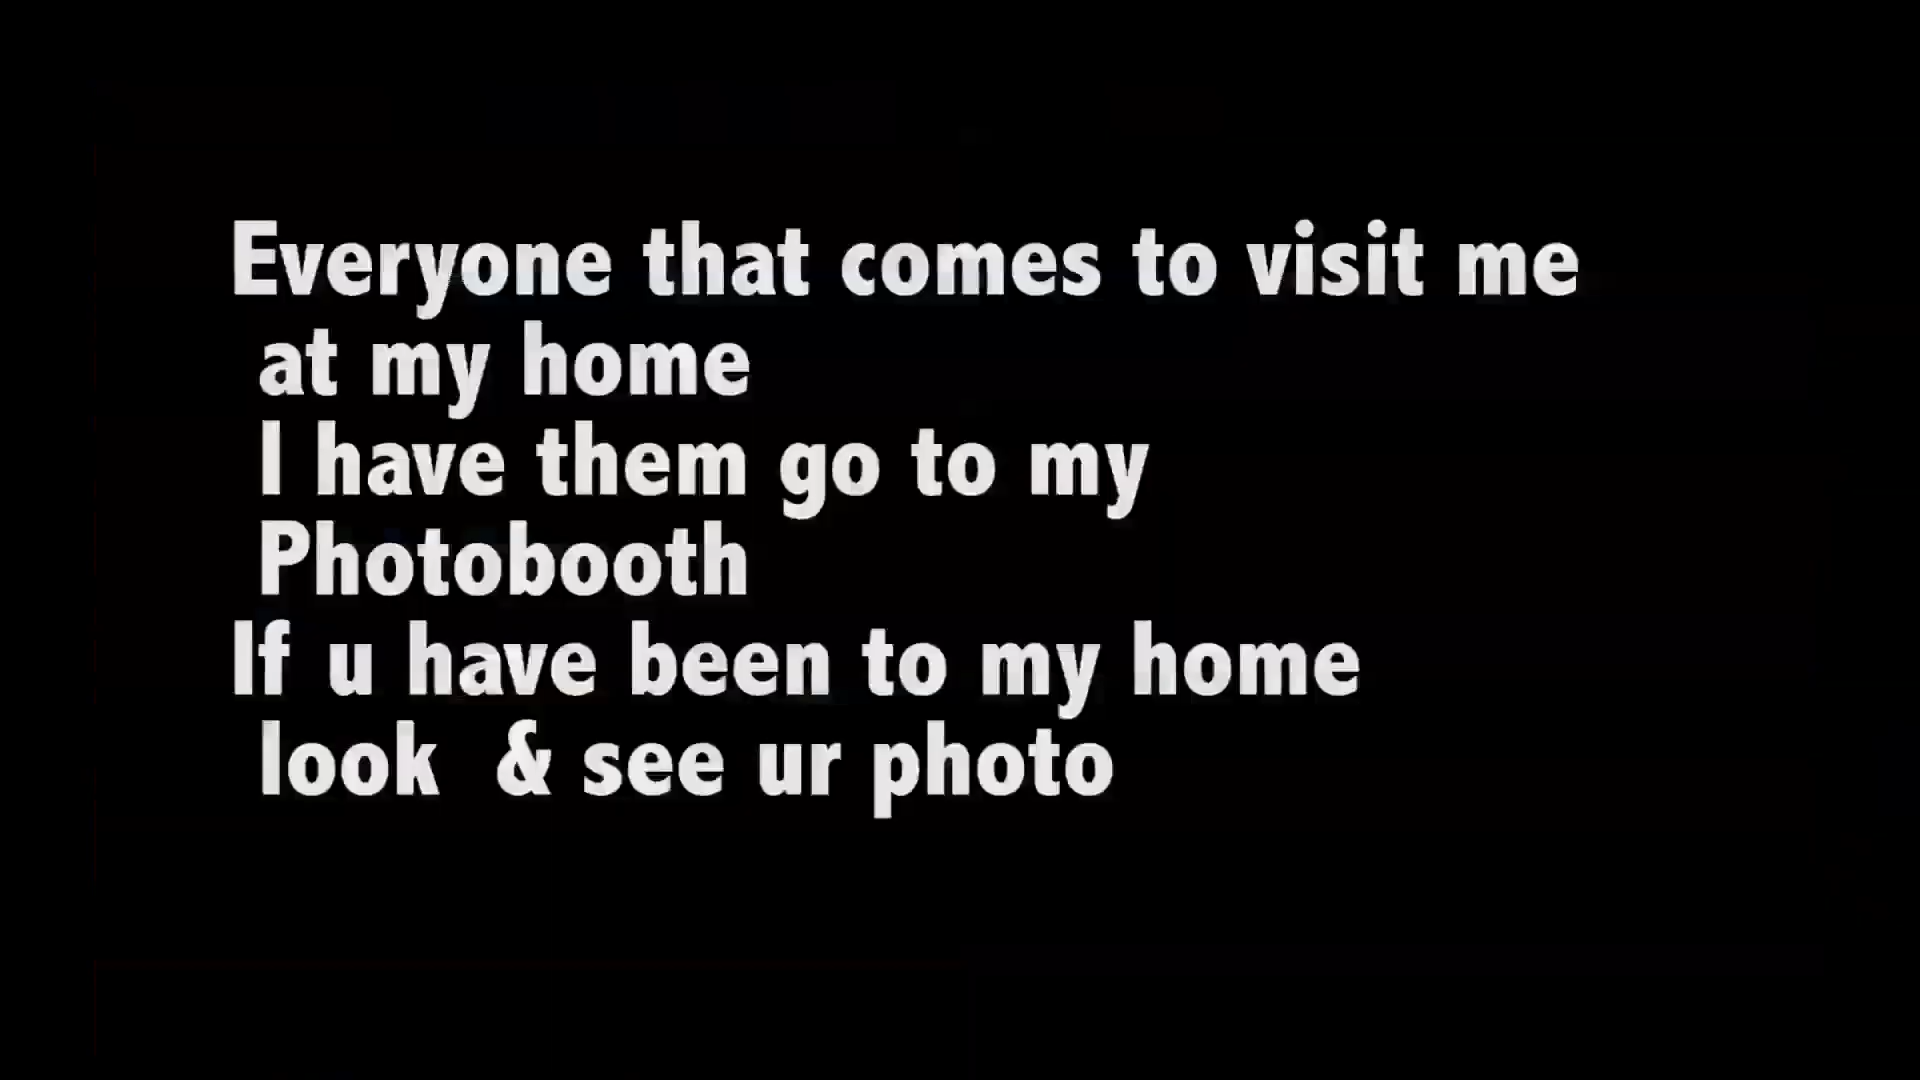 Everyone that comes to visit me
at my home
I have them go to my
Photobooth
If u have been to my home
look & see ur photo